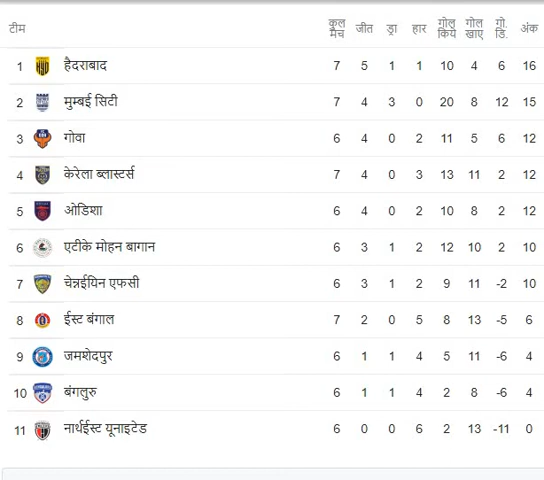 टीम कुल मैच जीत ड्रा हार गोल किये गोल खाए गो. डि. अंक
1 हैदराबाद 7 5 1 1 10 4 6 16
2 मुम्बई सिटी 7 4 3 0 20 8 12 15
3 गोवा 6 4 0 2 11 5 6 12
4 केरेला ब्लास्टर्स 7 4 0 3 13 11 2 12
5 ओडिशा 6 4 0 2 10 8 2 12
6 एटीके मोहन बागान 6 3 1 2 12 10 2 10
7 चेन्नईयिन एफसी 6 3 1 2 9 11 -2 10
8 ईस्ट बंगाल 7 2 0 5 8 13 -5 6
9 जमशेदपुर 6 1 1 4 5 11 -6 4
10 बंगलुरु 6 1 1 4 2 8 -6 4
11 नार्थईस्ट यूनाइटेड 6 0 0 6 2 13 -11 0